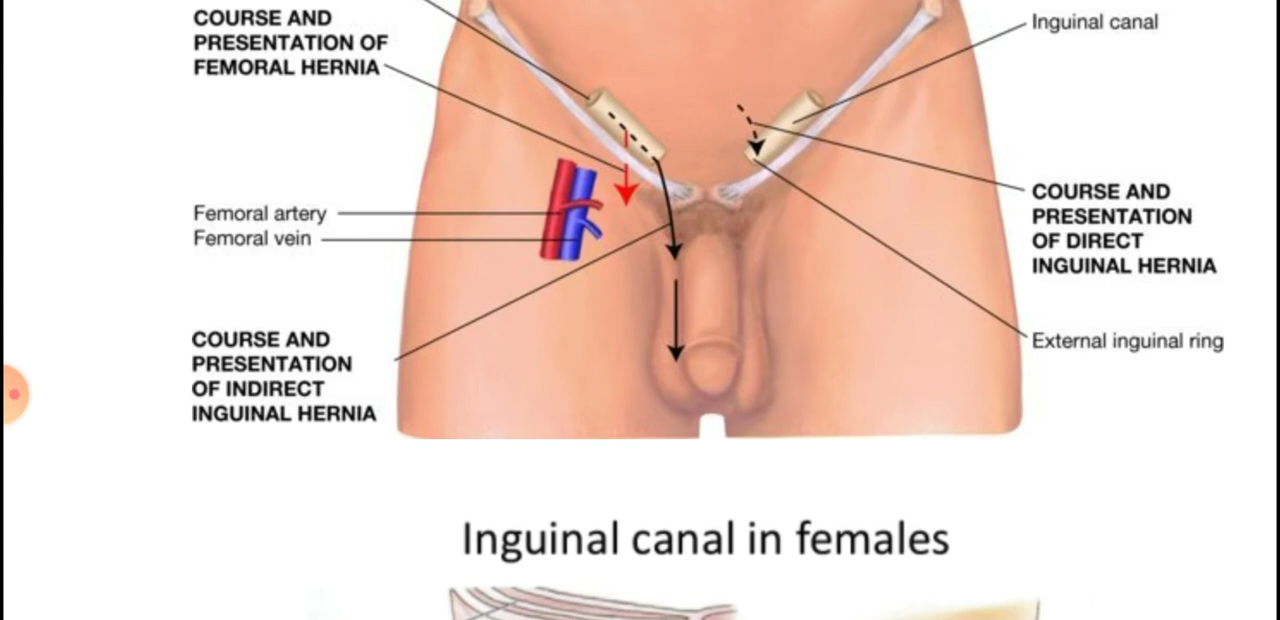 COURSE AND
PRESENTATION OF
FEMORAL HERNIA
Inguinal canal
Femoral artery
Femoral vein
COURSE AND
PRESENTATION
OF DIRECT
INGUINAL HERNIA
COURSE AND
PRESENTATION
OF INDIRECT
INGUINAL HERNIA
External inguinal ring
Inguinal canal in females